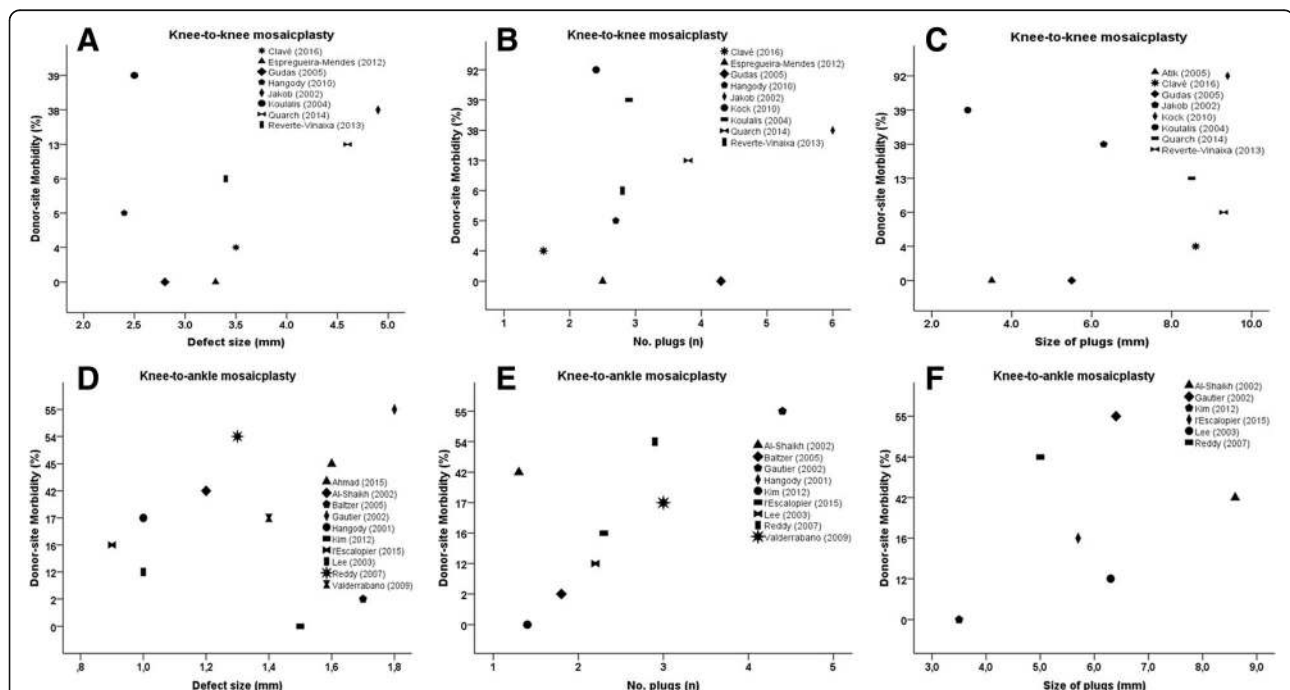 A
Knee-to-knee mosaicplasty
Clavé (2016)
Espregueira-Mendes (2012)
Gudas (2005)
Hangody (2010)
Jakob (2002)
Koulalis (2004)
Quarch (2014)
Reverte-Vinaixa (2013)
Donor-site Morbidity (%)
39
38
13
6
5
4
0
2.0 2.5 3.0 3.5 4.0 4.5 5.0
Defect size (mm)
B
Knee-to-knee mosaicplasty
Clavé (2016)
Espregueira-Mendes (2012)
Gudas (2005)
Hangody (2010)
Jakob (2002)
Kock (2010)
Koulalis (2004)
Quarch (2014)
Reverte-Vinaixa (2013)
Donor-site Morbidity (%)
92
39
38
13
6
5
4
0
1 2 3 4 5 6
No. plugs (n)
C
Knee-to-knee mosaicplasty
Atik (2005)
Clavé (2016)
Gudas (2005)
Jakob (2002)
Kock (2010)
Koulalis (2004)
Quarch (2014)
Reverte-Vinaixa (2013)
Donor-site Morbidity (%)
92
39
38
13
6
4
0
2.0 4.0 6.0 8.0 10.0
Size of plugs (mm)
D
Knee-to-ankle mosaicplasty
Ahmad (2015)
Al-Shaikh (2002)
Baltzer (2005)
Gautier (2002)
Hangody (2001)
Kim (2012)
l'Escalopier (2015)
Lee (2003)
Reddy (2007)
Valderrabano (2009)
Donor-site Morbidity (%)
55
54
45
42
17
16
12
2
0
,8 1,0 1,2 1,4 1,6 1,8
Defect size (mm)
E
Knee-to-ankle mosaicplasty
Al-Shaikh (2002)
Baltzer (2005)
Gautier (2002)
Hangody (2001)
Kim (2012)
l'Escalopier (2015)
Lee (2003)
Reddy (2007)
Valderrabano (2009)
Donor-site Morbidity (%)
55
54
42
17
16
12
2
0
1 2 3 4 5
No. plugs (n)
F
Knee-to-ankle mosaicplasty
Al-Shaikh (2002)
Gautier (2002)
Kim (2012)
l'Escalopier (2015)
Lee (2003)
Reddy (2007)
Donor-site Morbidity (%)
55
54
42
16
12
0
3,0 4,0 5,0 6,0 7,0 8,0 9,0
Size of plugs (mm)